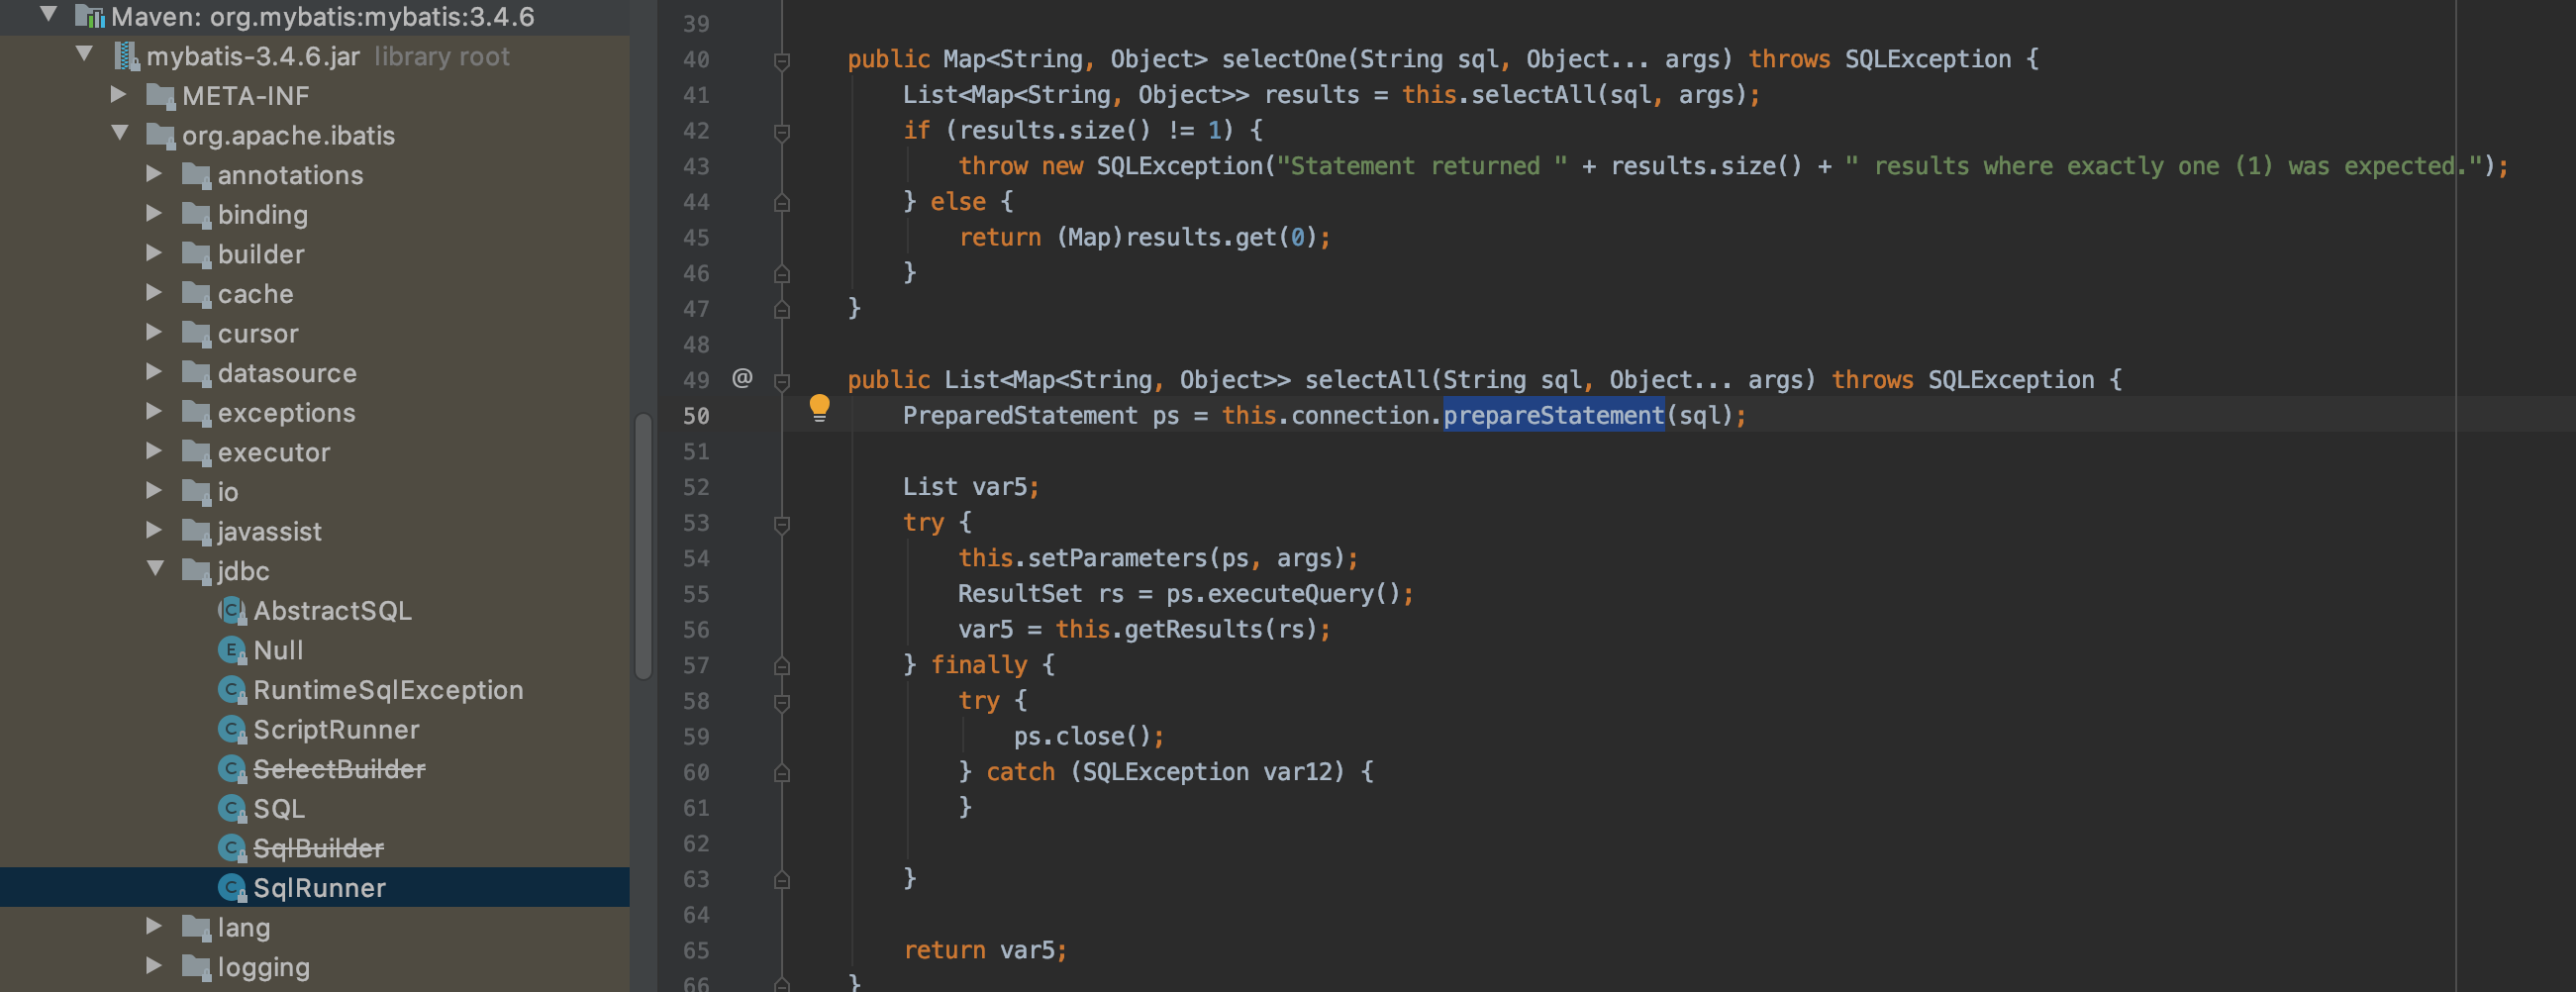 Maven: org.mybatis:mybatis:3.4.6
mybatis-3.4.6.jar library root
META-INF
org.apache.ibatis
annotations
binding
builder
cache
cursor
datasource
exceptions
executor
io
javassist
jdbc
AbstractSQL
Null
RuntimeSqlException
ScriptRunner
SelectBuilder
SQL
SqlBuilder
SqlRunner
lang
logging
39
40 public Map<String, Object> selectOne(String sql, Object... args) throws SQLException {
41 List<Map<String, Object>> results = this.selectAll(sql, args);
42 if (results.size() != 1) {
43 throw new SQLException("Statement returned " + results.size() + " results where exactly one (1) was expected.");
44 } else {
45 return (Map)results.get(0);
46 }
47 }
48
49 @ public List<Map<String, Object>> selectAll(String sql, Object... args) throws SQLException {
50 PreparedStatement ps = this.connection.prepareStatement(sql);
51
52 List var5;
53 try {
54 this.setParameters(ps, args);
55 ResultSet rs = ps.executeQuery();
56 var5 = this.getResults(rs);
57 } finally {
58 try {
59 ps.close();
60 } catch (SQLException var12) {
61 }
62
63 }
64
65 return var5;
66 }